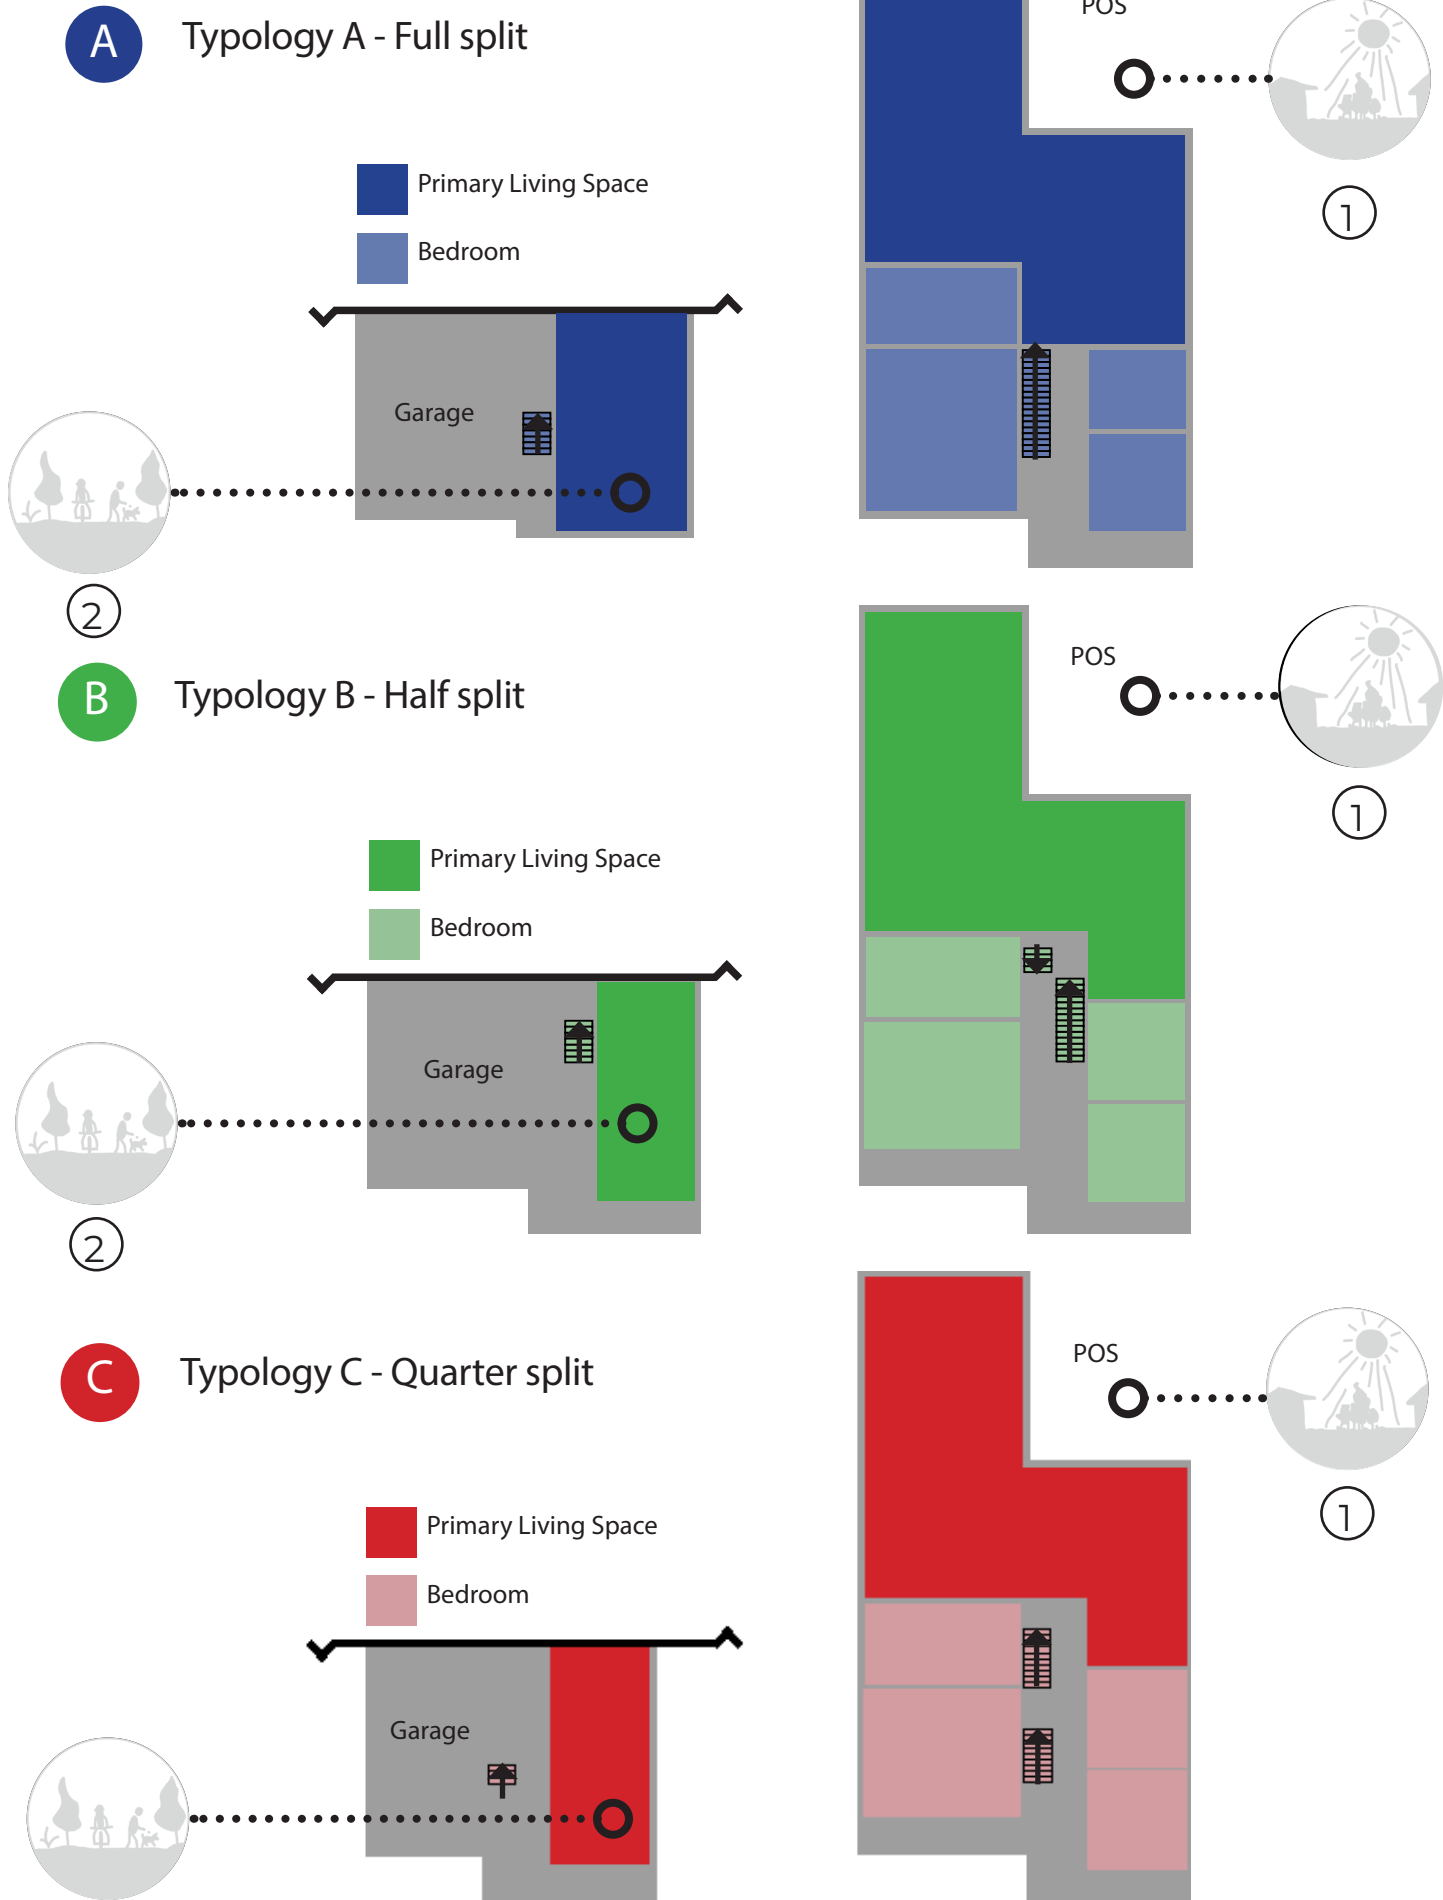 POS
A
Typology A - Full split
Primary Living Space
1
Bedroom
Garage
2
B
Typology B - Half split
POS
1
Primary Living Space
Bedroom
Garage
2
C
Typology C - Quarter split
POS
1
Primary Living Space
Bedroom
Garage